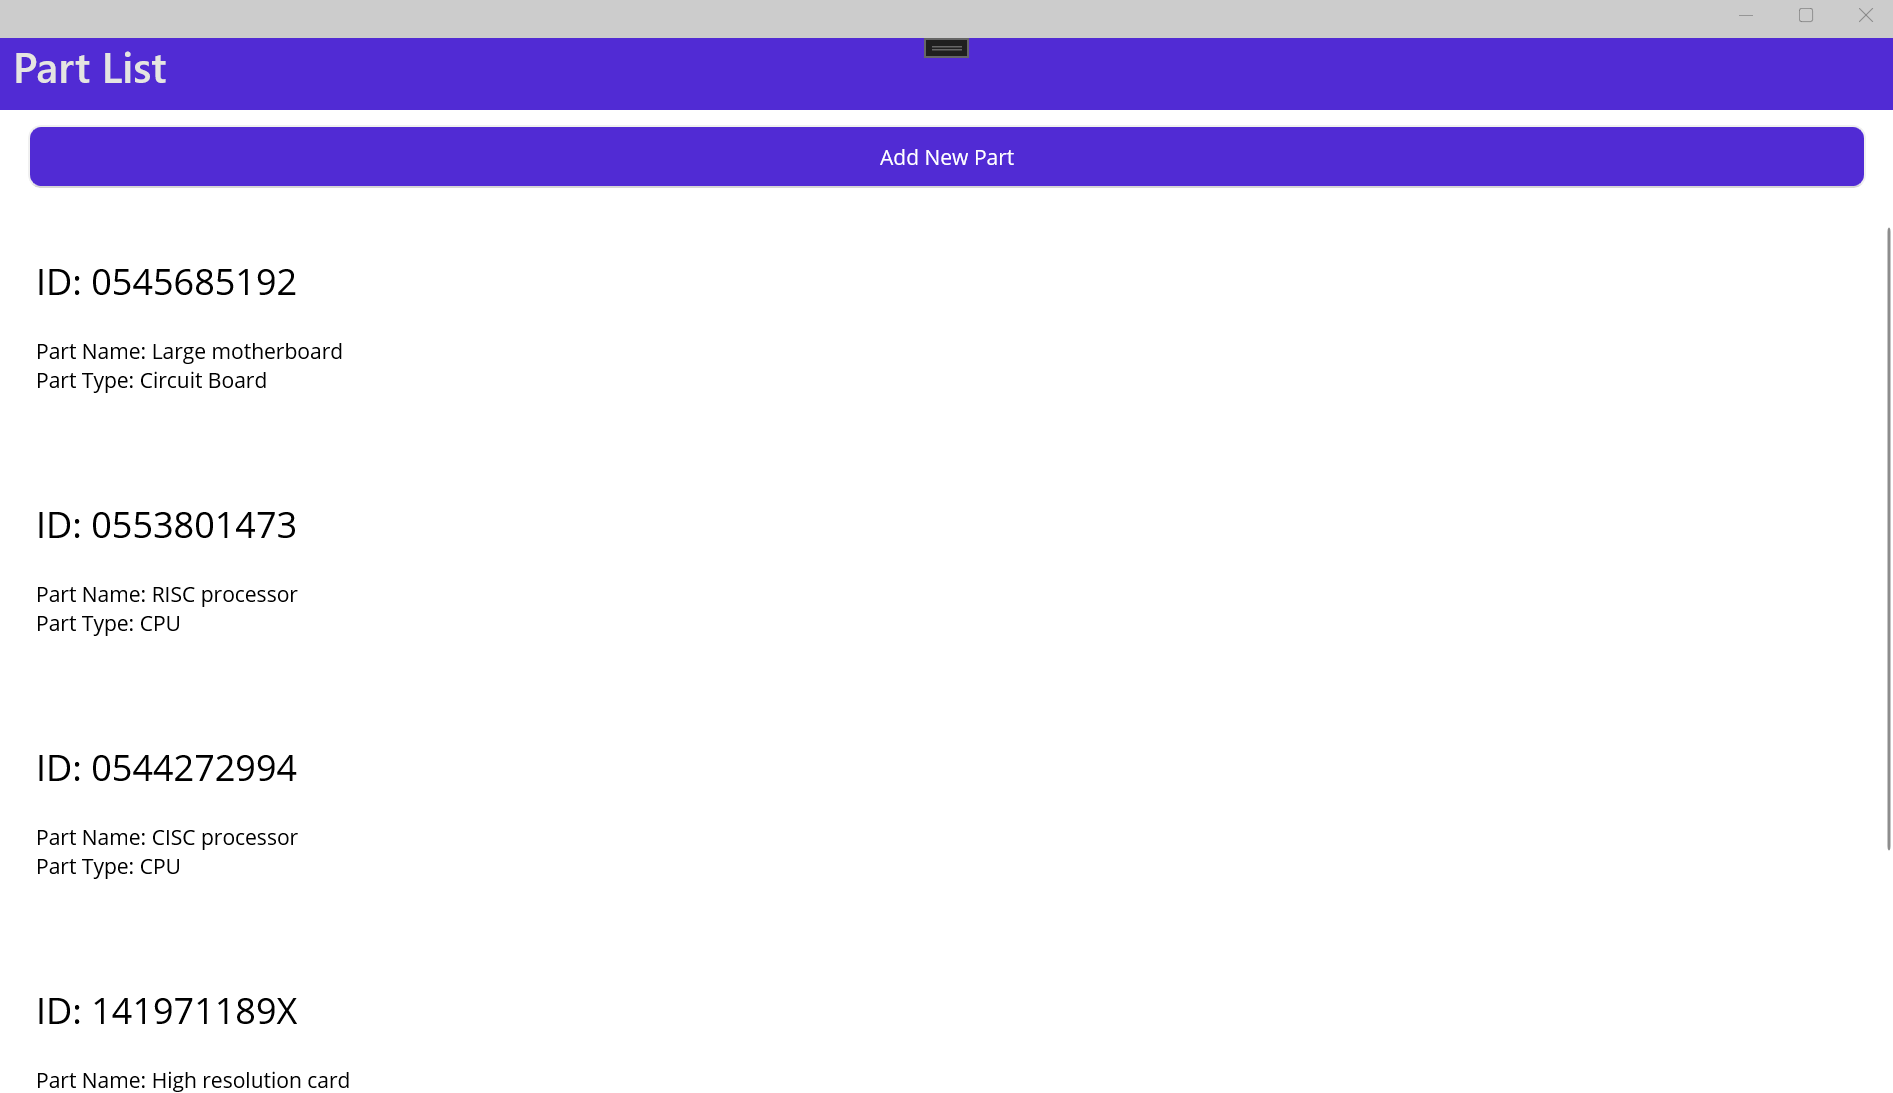 Part List
Add New Part
ID: 0545685192
Part Name: Large motherboard
Part Type: Circuit Board
ID: 0553801473
Part Name: RISC processor
Part Type: CPU
ID: 0544272994
Part Name: CISC processor
Part Type: CPU
ID: 141971189X
Part Name: High resolution card